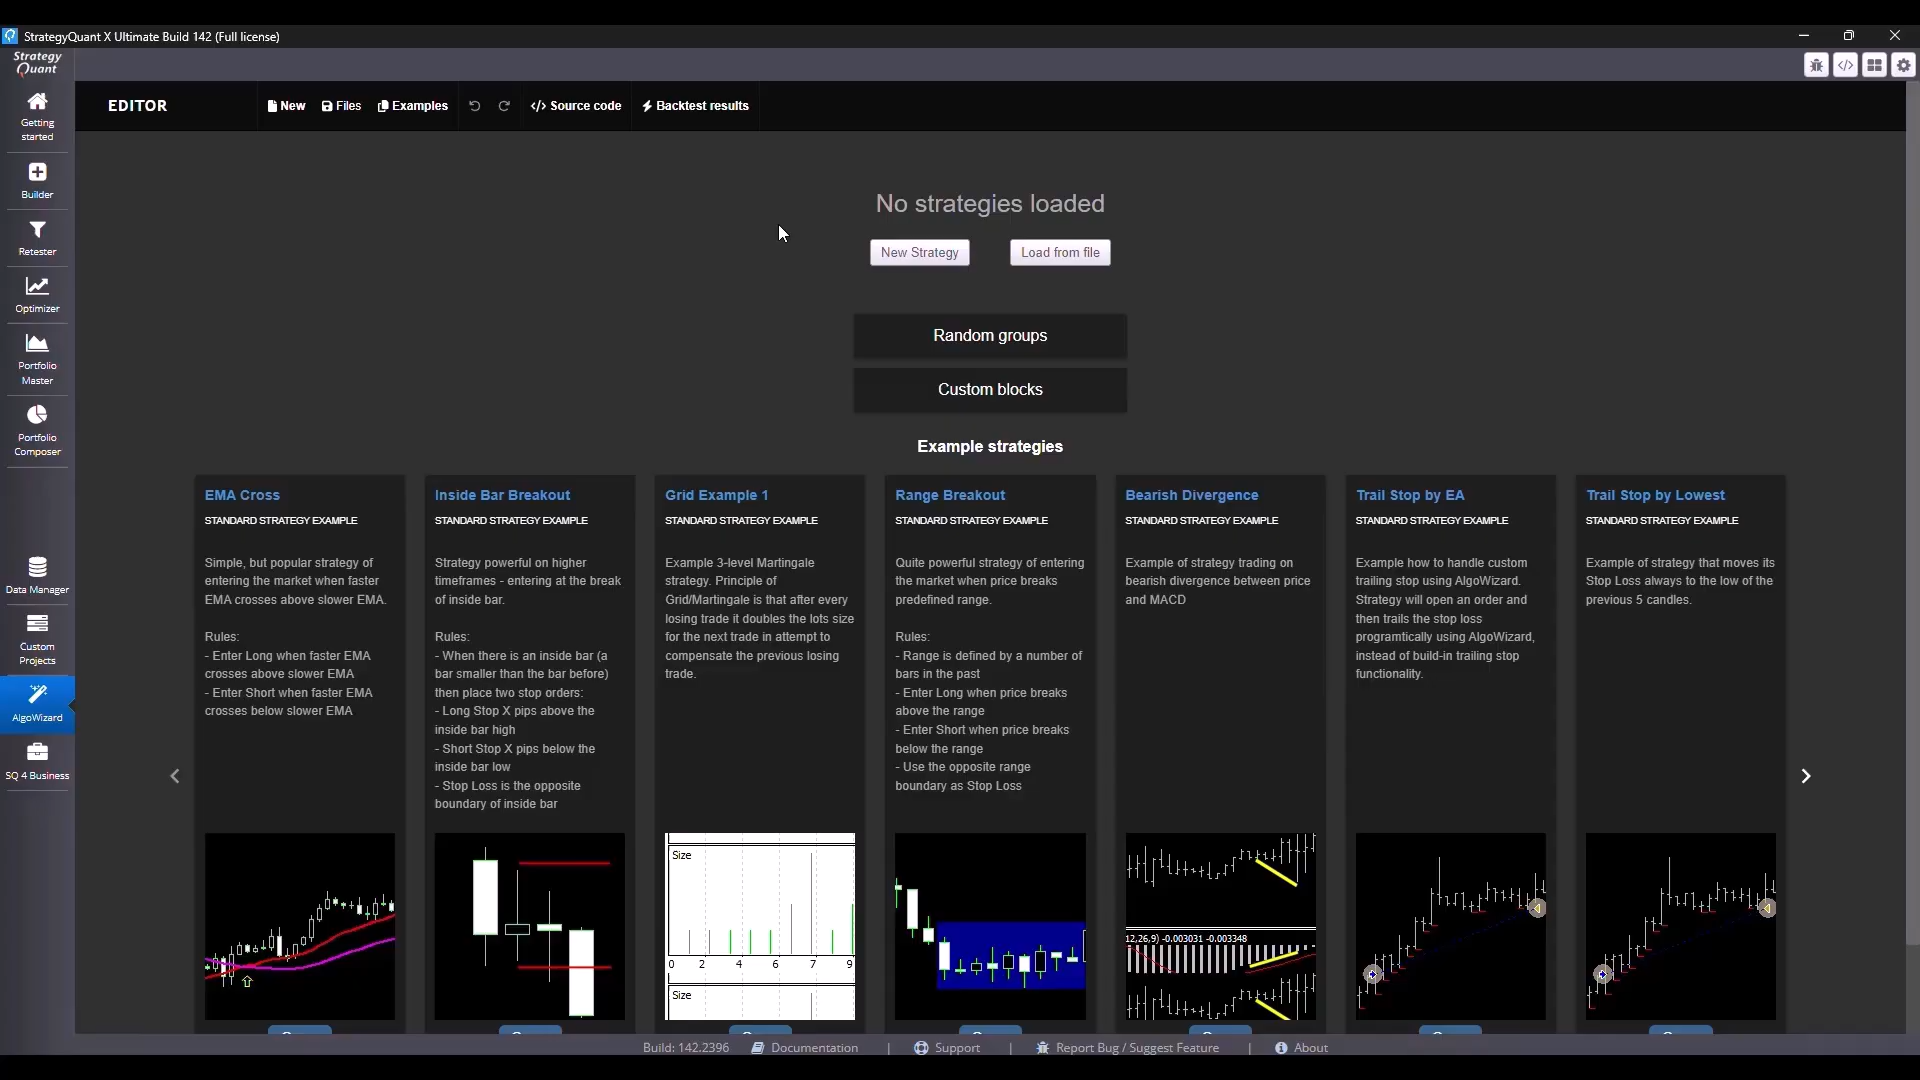 StrategyQuant X Ultimate Build 142 (Full license)
Strategy
Quant
Getting
started
Builder
Retester
Optimizer
Portfolio
Master
Portfolio
Composer
Data Manager
Custom
Projects
AlgoWizard
SQ 4 Business
EDITOR
New
Files
Examples
</> Source code
Backtest results
No strategies loaded
New Strategy
Load from file
Random groups
Custom blocks
Example strategies
EMA Cross
STANDARD STRATEGY EXAMPLE
Simple, but popular strategy of
entering the market when faster
EMA crosses above slower EMA.
Rules:
- Enter Long when faster EMA
crosses above slower EMA
- Enter Short when faster EMA
crosses below slower EMA
Inside Bar Breakout
STANDARD STRATEGY EXAMPLE
Strategy powerful on higher
timeframes - entering at the break
of inside bar.
Rules:
- When there is an inside bar (a
bar smaller than the bar before)
then place two stop orders:
- Long Stop X pips above the
inside bar high
- Short Stop X pips below the
inside bar low
- Stop Loss is the opposite
boundary of inside bar
Grid Example 1
STANDARD STRATEGY EXAMPLE
Example 3-level Martingale
strategy. Principle of
Grid/Martingale is that after every
losing trade it doubles the lots size
for the next trade in attempt to
compensate the previous losing
trade.
Size
0 2 4 6 7 9
Size
Range Breakout
STANDARD STRATEGY EXAMPLE
Quite powerful strategy of entering
the market when price breaks
predefined range.
Rules:
- Range is defined by a number of
bars in the past
- Enter Long when price breaks
above the range
- Enter Short when price breaks
below the range
- Use the opposite range
boundary as Stop Loss
Bearish Divergence
STANDARD STRATEGY EXAMPLE
Example of strategy trading on
bearish divergence between price
and MACD
12,26,9) -0.003031 -0.003348
Trail Stop by EA
STANDARD STRATEGY EXAMPLE
Example how to handle custom
trailing stop using AlgoWizard.
Strategy will open an order and
then trails the stop loss
programtically using AlgoWizard,
instead of build-in trailing stop
functionality.
Trail Stop by Lowest
STANDARD STRATEGY EXAMPLE
Example of strategy that moves its
Stop Loss always to the low of the
previous 5 candles.
Build: 142.2396
Documentation
|
Support
|
Report Bug / Suggest Feature
|
About